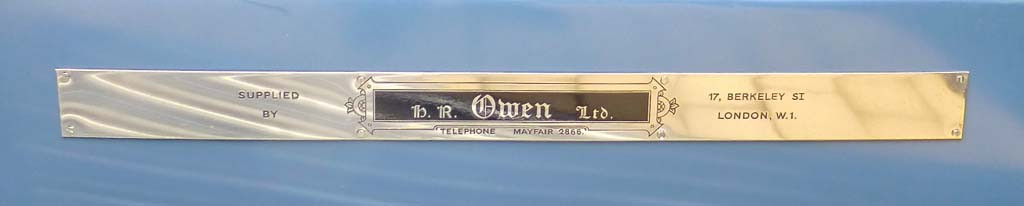 SUPPLIED
BY
H. R. Owen Ltd.
TELEPHONE MAYFAIR 2866.
17, BERKELEY ST
LONDON, W.1.